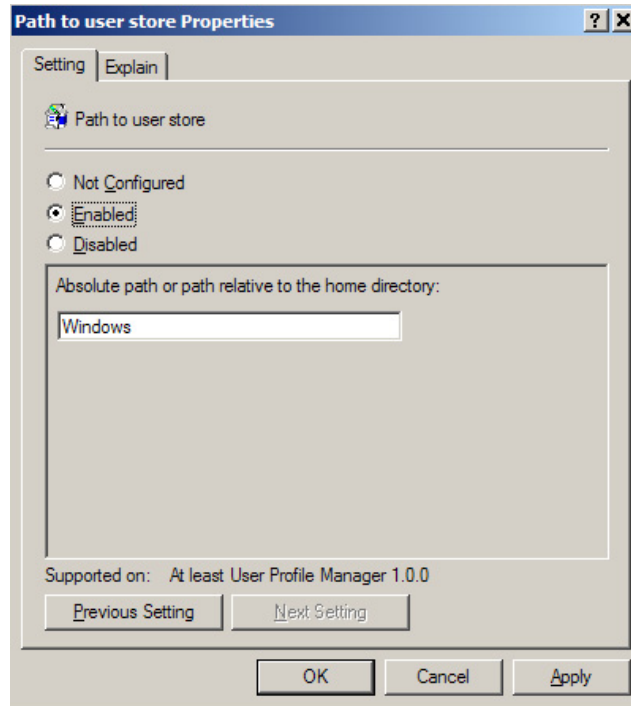 Path to user store Properties
? X
Setting Explain
Path to user store
Not Configured
Enabled
Disabled
Absolute path or path relative to the home directory:
Windows
Supported on: At least User Profile Manager 1.0.0
Previous Setting Next Setting
OK Cancel Apply